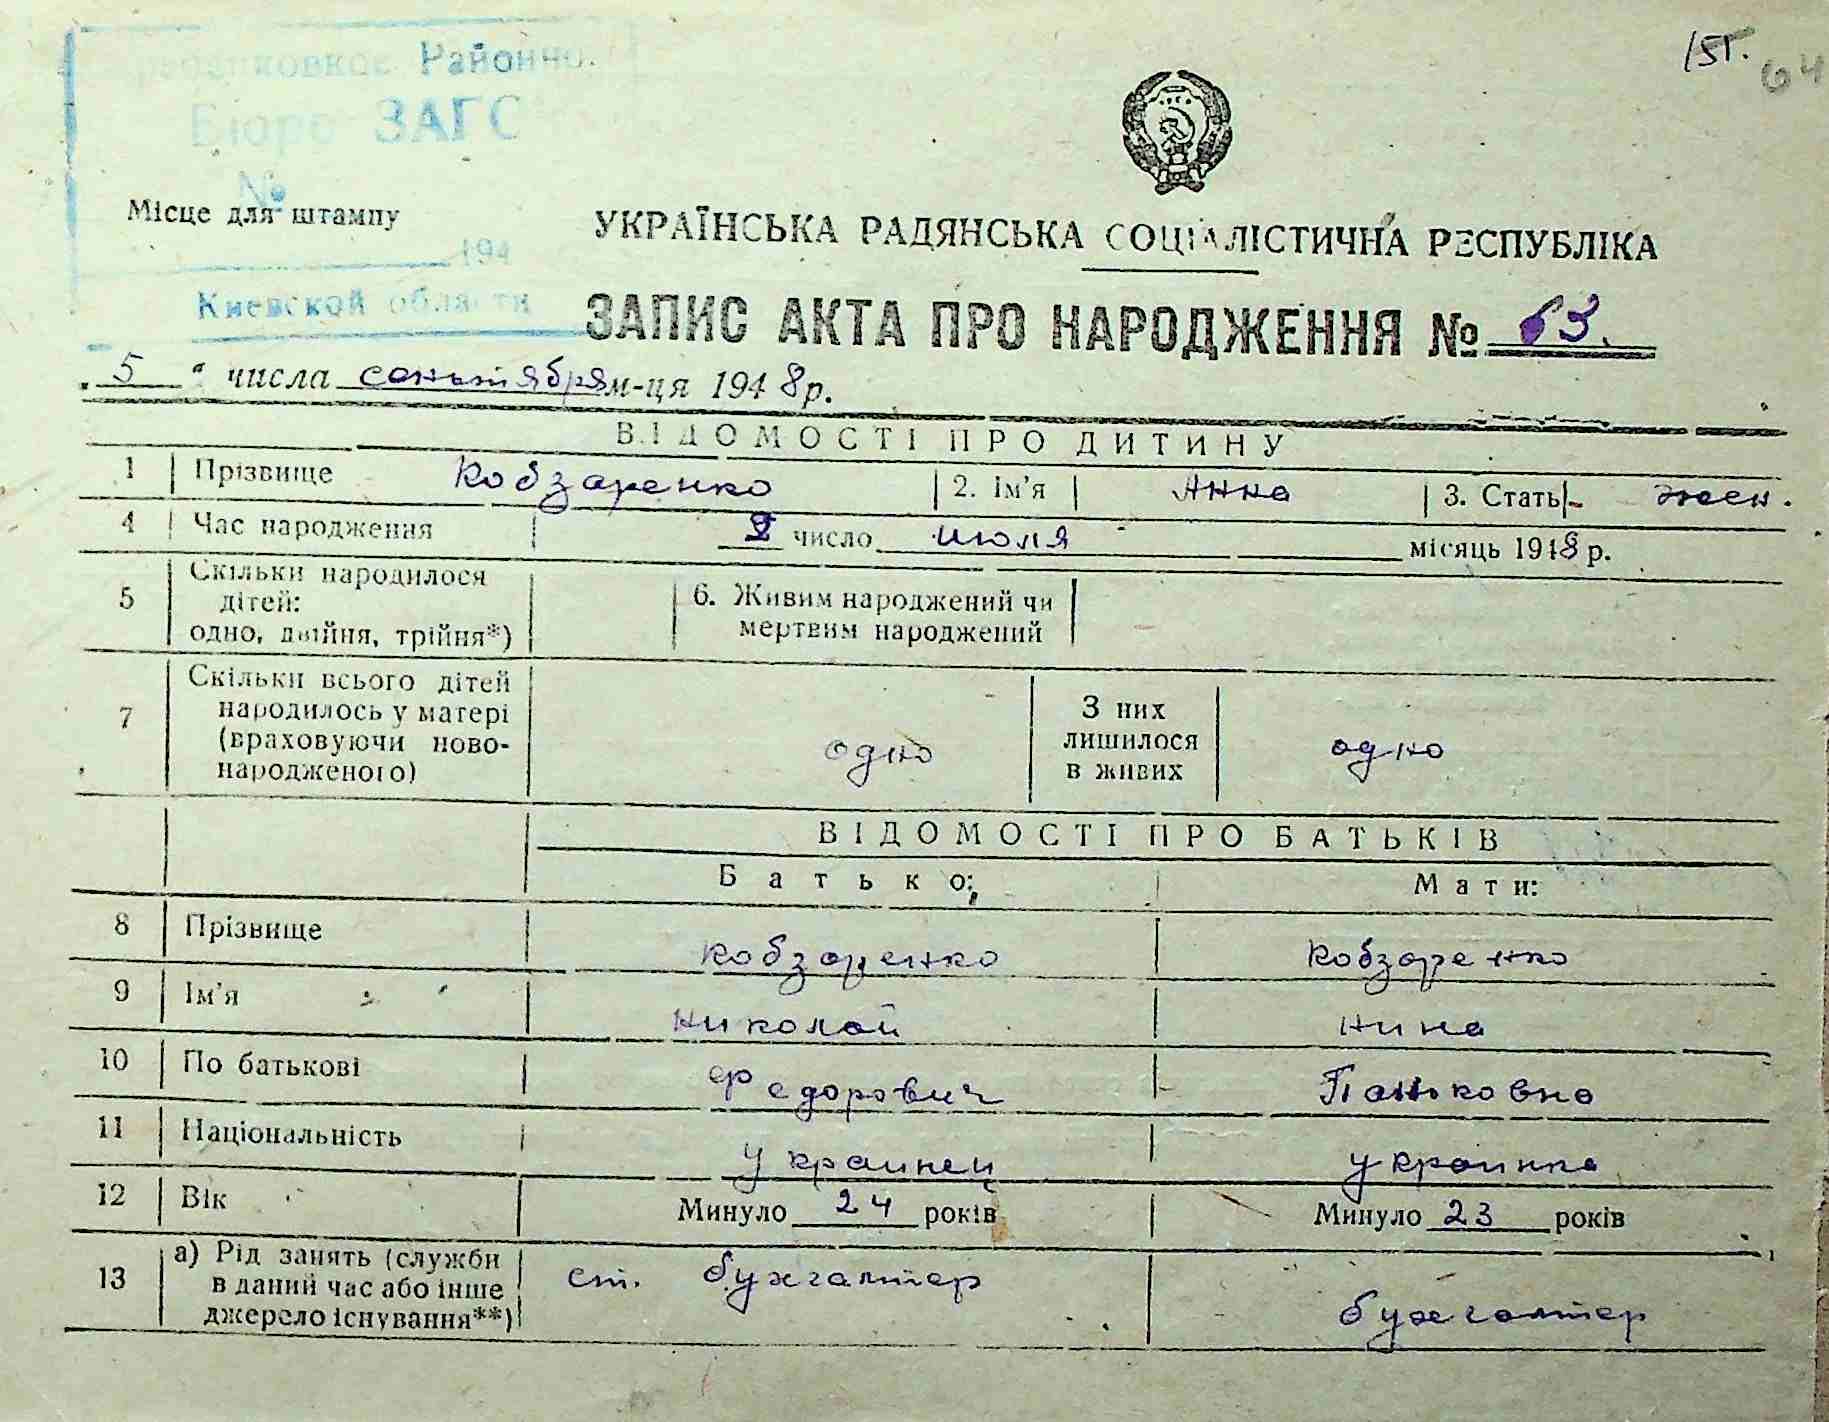 15г. 64
Районно
Бюро ЗАГС
№
Місце для штампу
194
Киевской области
УКРАЇНСЬКА РАДЯНСЬКА СОЦІАЛІСТИЧНА РЕСПУБЛІКА
ЗАПИС АКТА ПРО НАРОДЖЕННЯ № 63.
„5“ числа сентября м-ця 1948 р.
ВІДОМОСТІ ПРО ДИТИНУ
1 Прізвище Кобзаренко 2. Ім'я Анна 3. Стать жен.
4 Час народження число июля місяць 1948 р.
5 Скільки народилося
дітей:
одно, двійня, трійня*)
6. Живим народжений чи
мертвим народжений
7 Скільки всього дітей
народилось у матері
(враховуючи ново-
народженого)
одно
З них
лишилося
в живих
одно
ВІДОМОСТІ ПРО БАТЬКІВ
Батько: Мати:
8 Прізвище Кобзаренко Кобзаренко
9 Ім'я Николай Нина
10 По батькові Федорович Паньковна
11 Національність украинец украинка
12 Вік Минуло 24 років Минуло 23 років
13 а) Рід занять (служби
в даний час або інше
джерело існування**)
ст. бухгалтер
бухгалтер